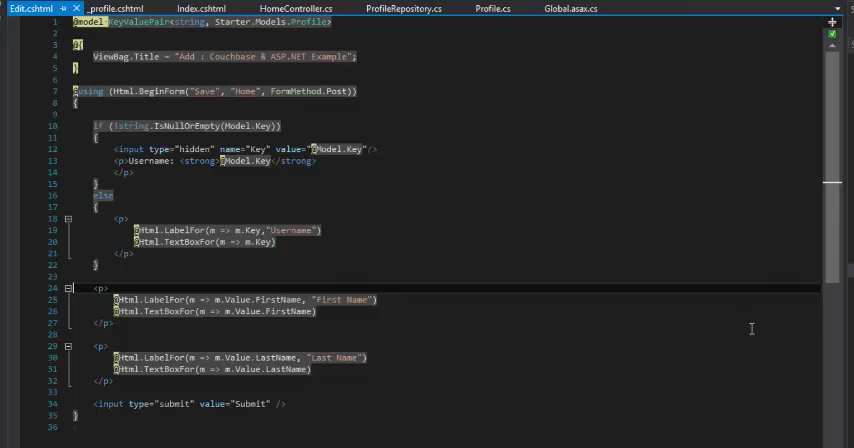 Edit.cshtml _profile.cshtml Index.cshtml HomeController.cs ProfileRepository.cs Profile.cs Global.asax.cs
1 @model KeyValuePair<string, Starter.Models.Profile>
2
3 @{
4 ViewBag.Title = "Add : Couchbase & ASP.NET Example";
5 }
6
7 @using (Html.BeginForm("Save", "Home", FormMethod.Post))
8 {
9
10 if (!string.IsNullOrEmpty(Model.Key))
11 {
12 <input type="hidden" name="Key" value="@Model.Key"/>
13 <p>Username: <strong>@Model.Key</strong>
14 </p>
15 }
16 else
17 {
18 <p>
19 @Html.LabelFor(m => m.Key,"Username")
20 @Html.TextBoxFor(m => m.Key)
21 </p>
22 }
23
24 <p>
25 @Html.LabelFor(m => m.Value.FirstName, "First Name")
26 @Html.TextBoxFor(m => m.Value.FirstName)
27 </p>
28
29 <p>
30 @Html.LabelFor(m => m.Value.LastName, "Last Name")
31 @Html.TextBoxFor(m => m.Value.LastName)
32 </p>
33
34 <input type="submit" value="Submit" />
35 }
36